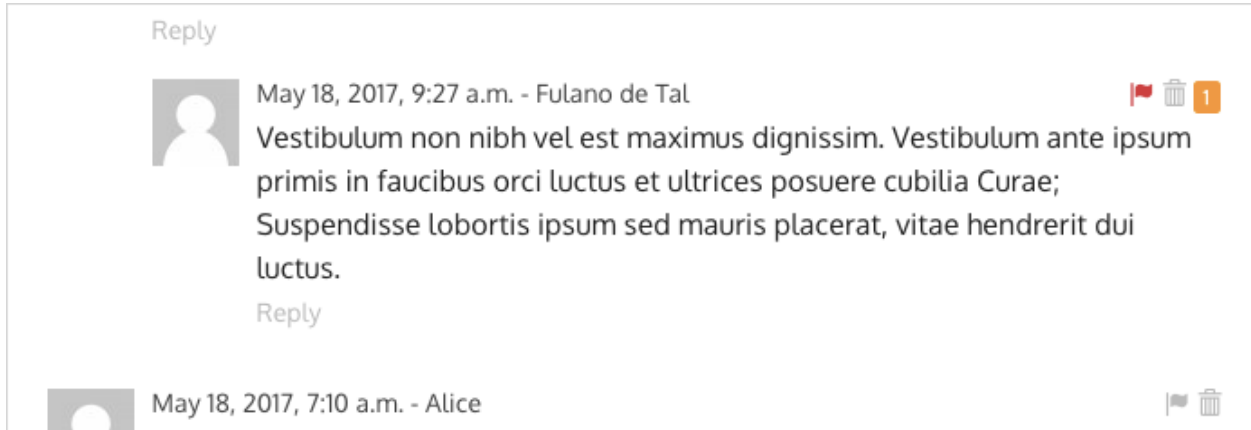 Reply
May 18, 2017, 9:27 a.m. - Fulano de Tal
1
Vestibulum non nibh vel est maximus dignissim. Vestibulum ante ipsum
primis in faucibus orci luctus et ultrices posuere cubilia Curae;
Suspendisse lobortis ipsum sed mauris placerat, vitae hendrerit dui
luctus.
Reply
May 18, 2017, 7:10 a.m. - Alice